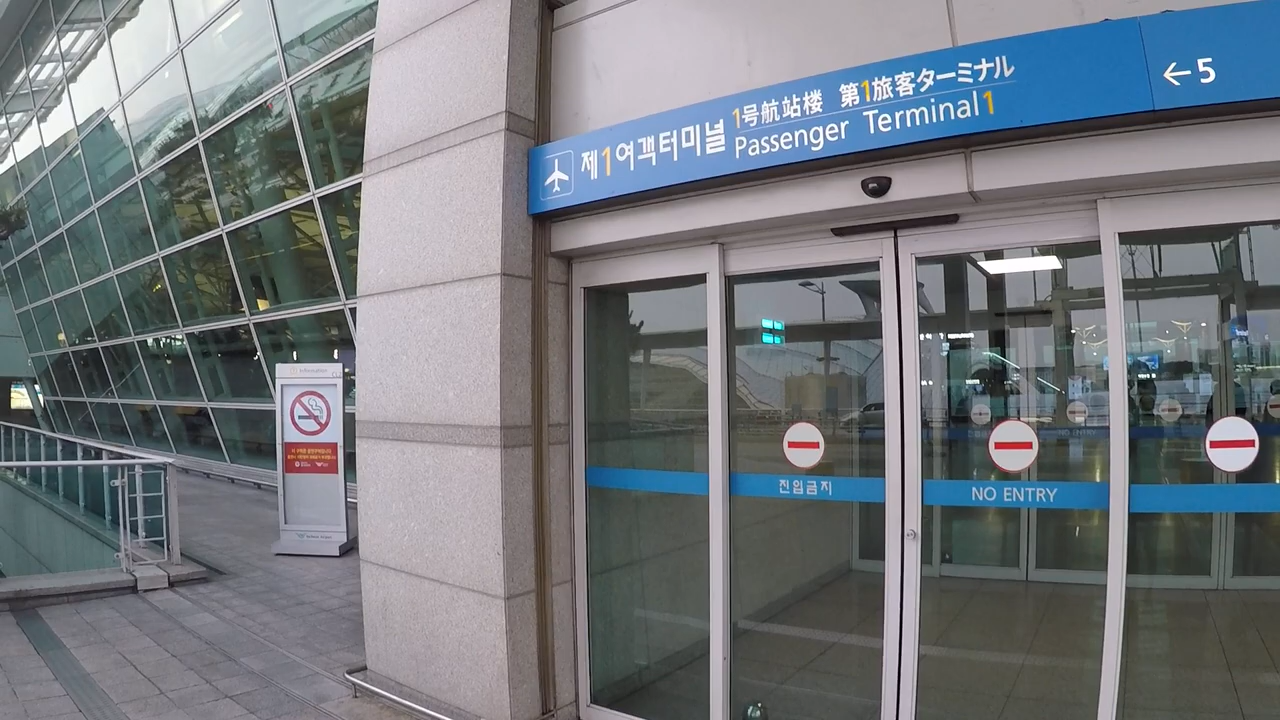 제1여객터미널
1号航站楼 第1旅客ターミナル
Passenger Terminal1
←5
Information
진입금지
NO ENTRY